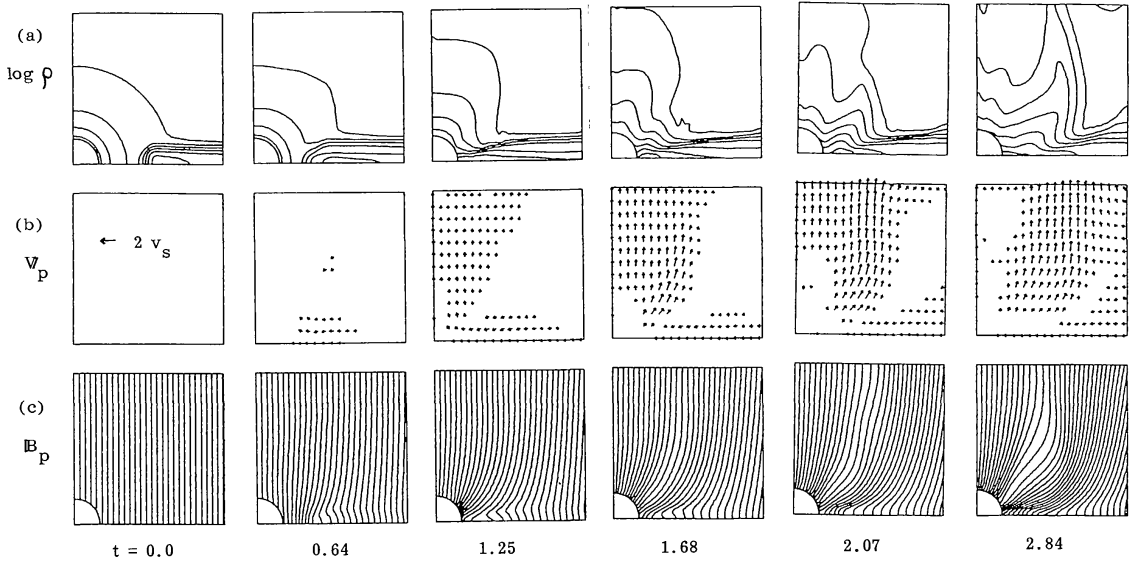 (a)
log ρ
(b)
← 2 v_s
V_p
(c)
B_p
t = 0.0 0.64 1.25 1.68 2.07 2.84